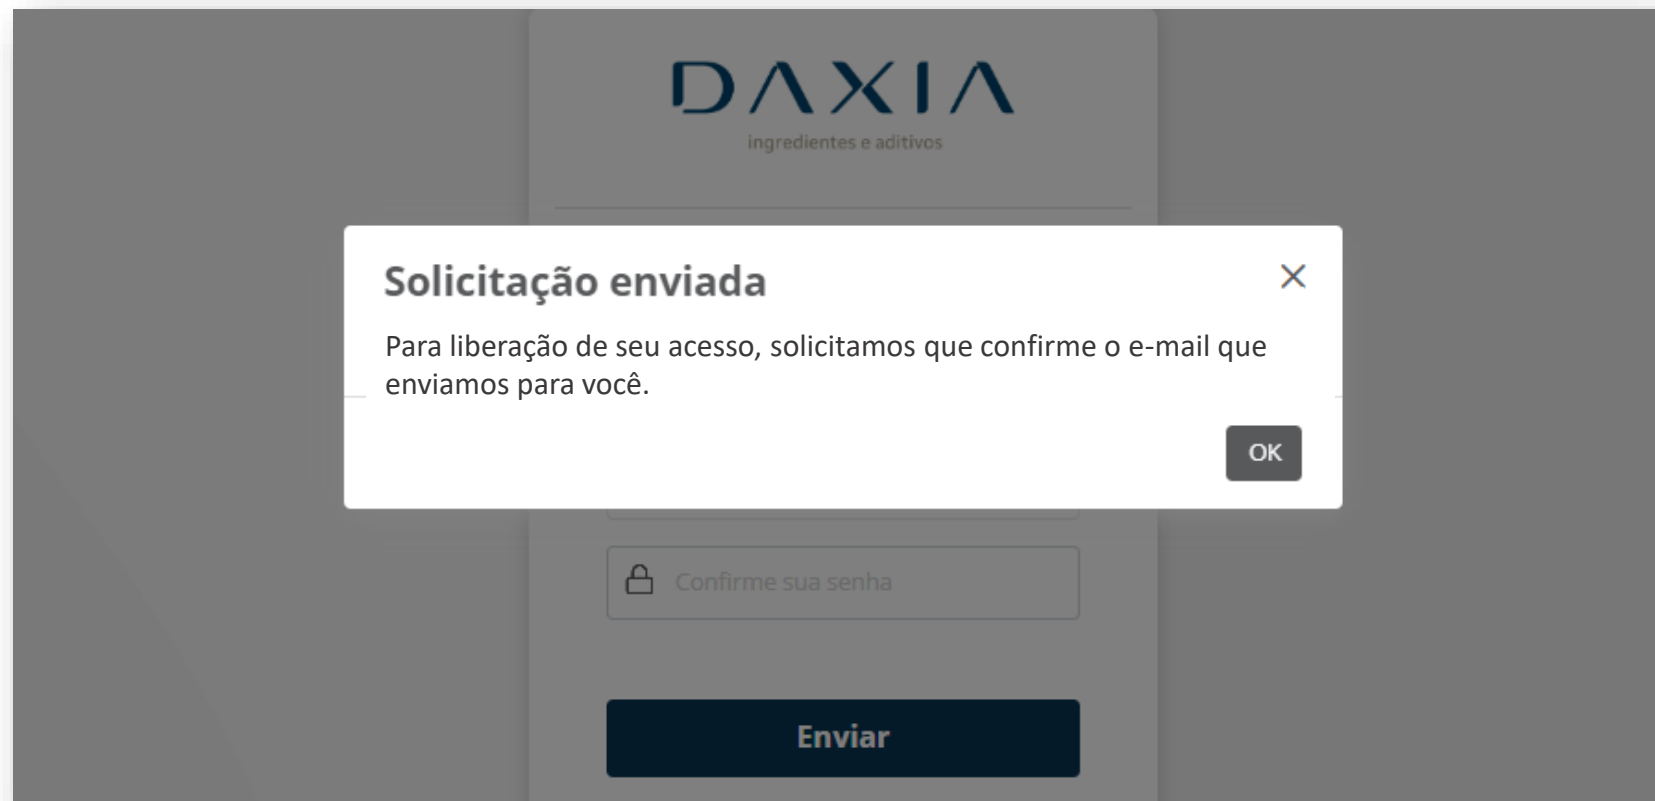 DAXIA
ingredientes e aditivos
Solicitação enviada
Para liberação de seu acesso, solicitamos que confirme o e-mail que
enviamos para você.
OK
Confirme sua senha
Enviar